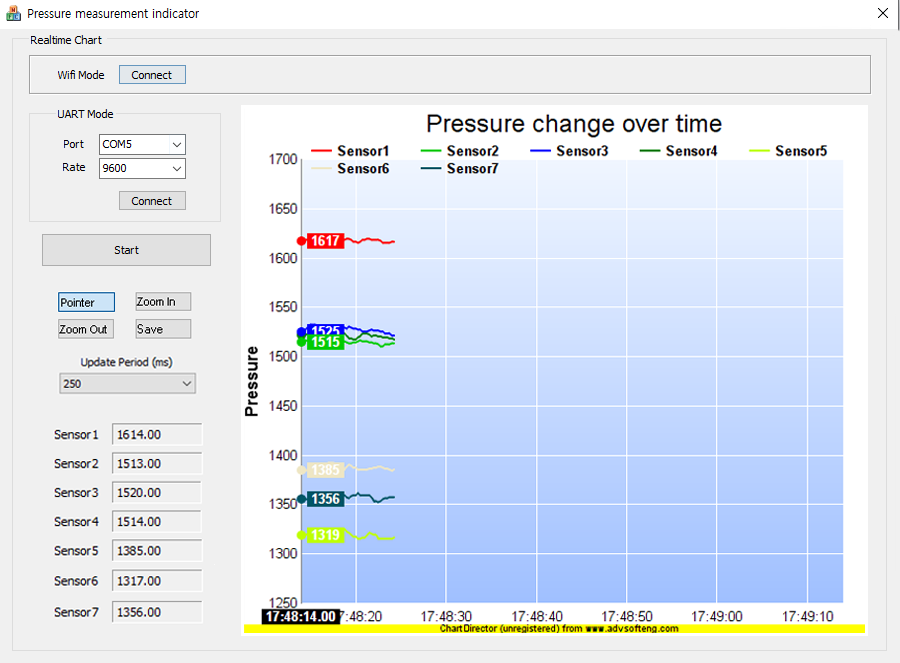 Pressure measurement indicator
Realtime Chart
Wifi Mode Connect
UART Mode
Port COM5
Rate 9600
Connect
Start
Pointer Zoom In
Zoom Out Save
Update Period (ms)
250
Sensor1 1614.00
Sensor2 1513.00
Sensor3 1520.00
Sensor4 1514.00
Sensor5 1385.00
Sensor6 1317.00
Sensor7 1356.00
Pressure change over time
Sensor1 Sensor2 Sensor3 Sensor4 Sensor5
Sensor6 Sensor7
Pressure
1700
1650
1600
1550
1500
1450
1400
1350
1300
1250
1617
1525
1515
1385
1356
1319
17:48:14.00 7:48:20 17:48:30 17:48:40 17:48:50 17:49:00 17:49:10
ChartDirector (unregistered) from www.advsofteng.com